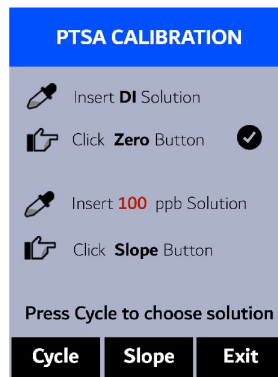 PTSA CALIBRATION
Insert DI Solution
Click Zero Button
Insert 100 ppb Solution
Click Slope Button
Press Cycle to choose solution
Cycle Slope Exit